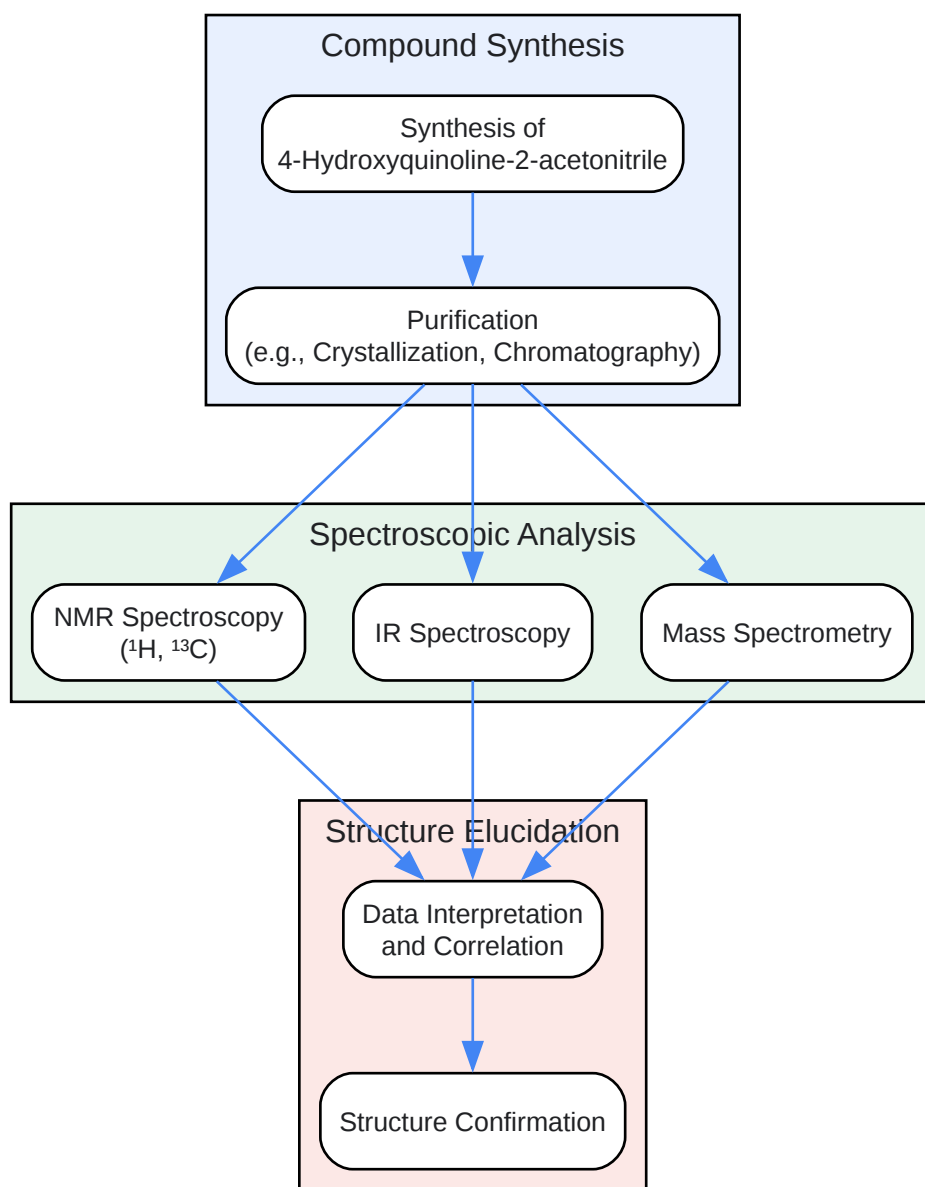 Compound Synthesis
Synthesis of
4-Hydroxyquinoline-2-acetonitrile
Purification
(e.g., Crystallization, Chromatography)
Spectroscopic Analysis
NMR Spectroscopy
(¹H, ¹³C)
IR Spectroscopy
Mass Spectrometry
Structure Elucidation
Data Interpretation
and Correlation
Structure Confirmation